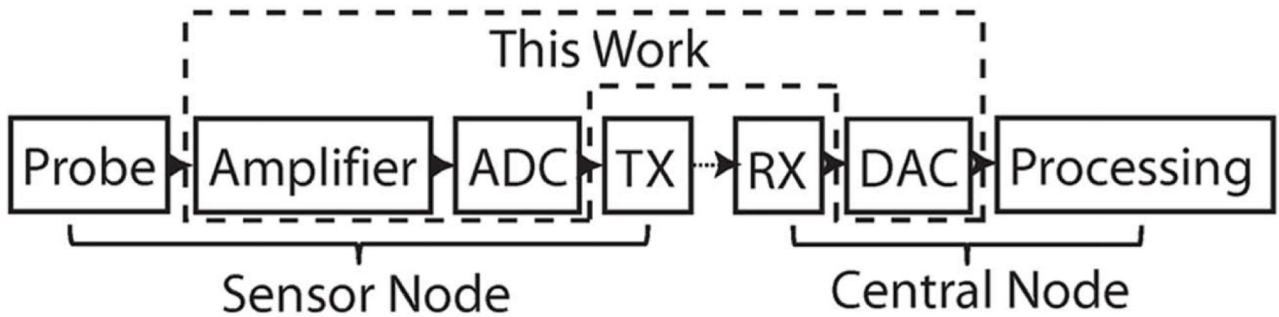 This Work
Probe Amplifier ADC TX RX DAC Processing
Sensor Node Central Node